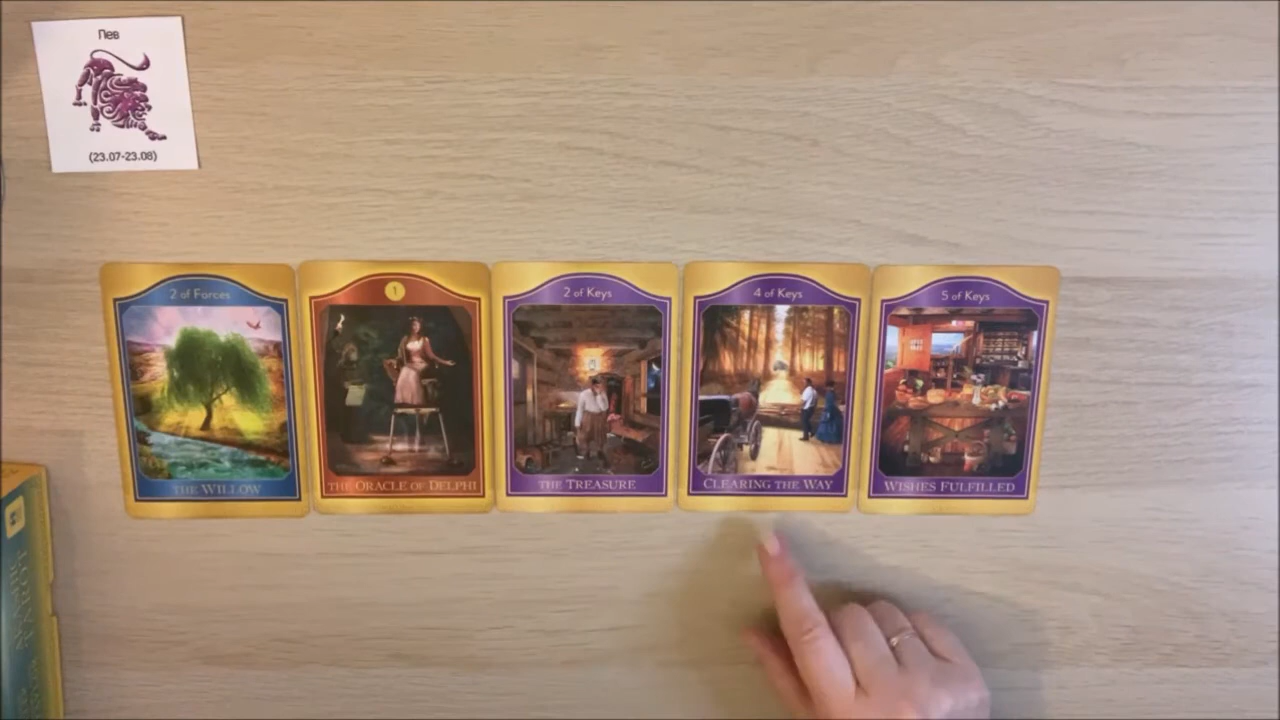 Лев
(23.07-23.08)
2 of Forces
THE WILLOW
1
THE ORACLE OF DELPHI
2 of Keys
THE TREASURE
4 of Keys
CLEARING THE WAY
5 of Keys
WISHES FULFILLED